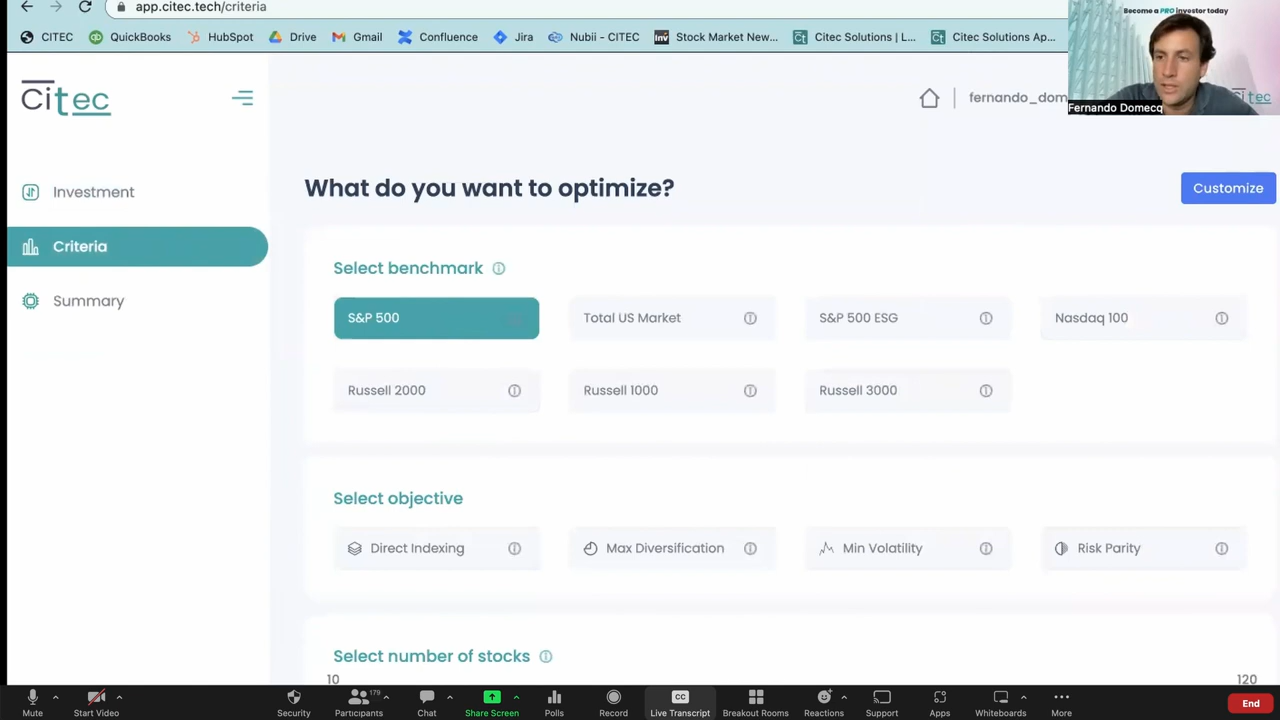 app.citec.tech/criteria
Become a PRO investor today
CITEC QuickBooks HubSpot Drive Gmail Confluence Jira Nubii - CITEC Stock Market New... Citec Solutions | L... Citec Solutions Ap...
Citec
fernando_dom
Fernando Domecq
Citec
Investment
What do you want to optimize?
Customize
Criteria
Select benchmark
Summary
S&P 500
Total US Market
S&P 500 ESG
Nasdaq 100
Russell 2000
Russell 1000
Russell 3000
Select objective
Direct Indexing
Max Diversification
Min Volatility
Risk Parity
Select number of stocks
10
120
179
Mute
Start Video
Security
Participants
Chat
Share Screen
Polls
Record
CC
Live Transcript
Breakout Rooms
Reactions
Support
Apps
Whiteboards
More
End